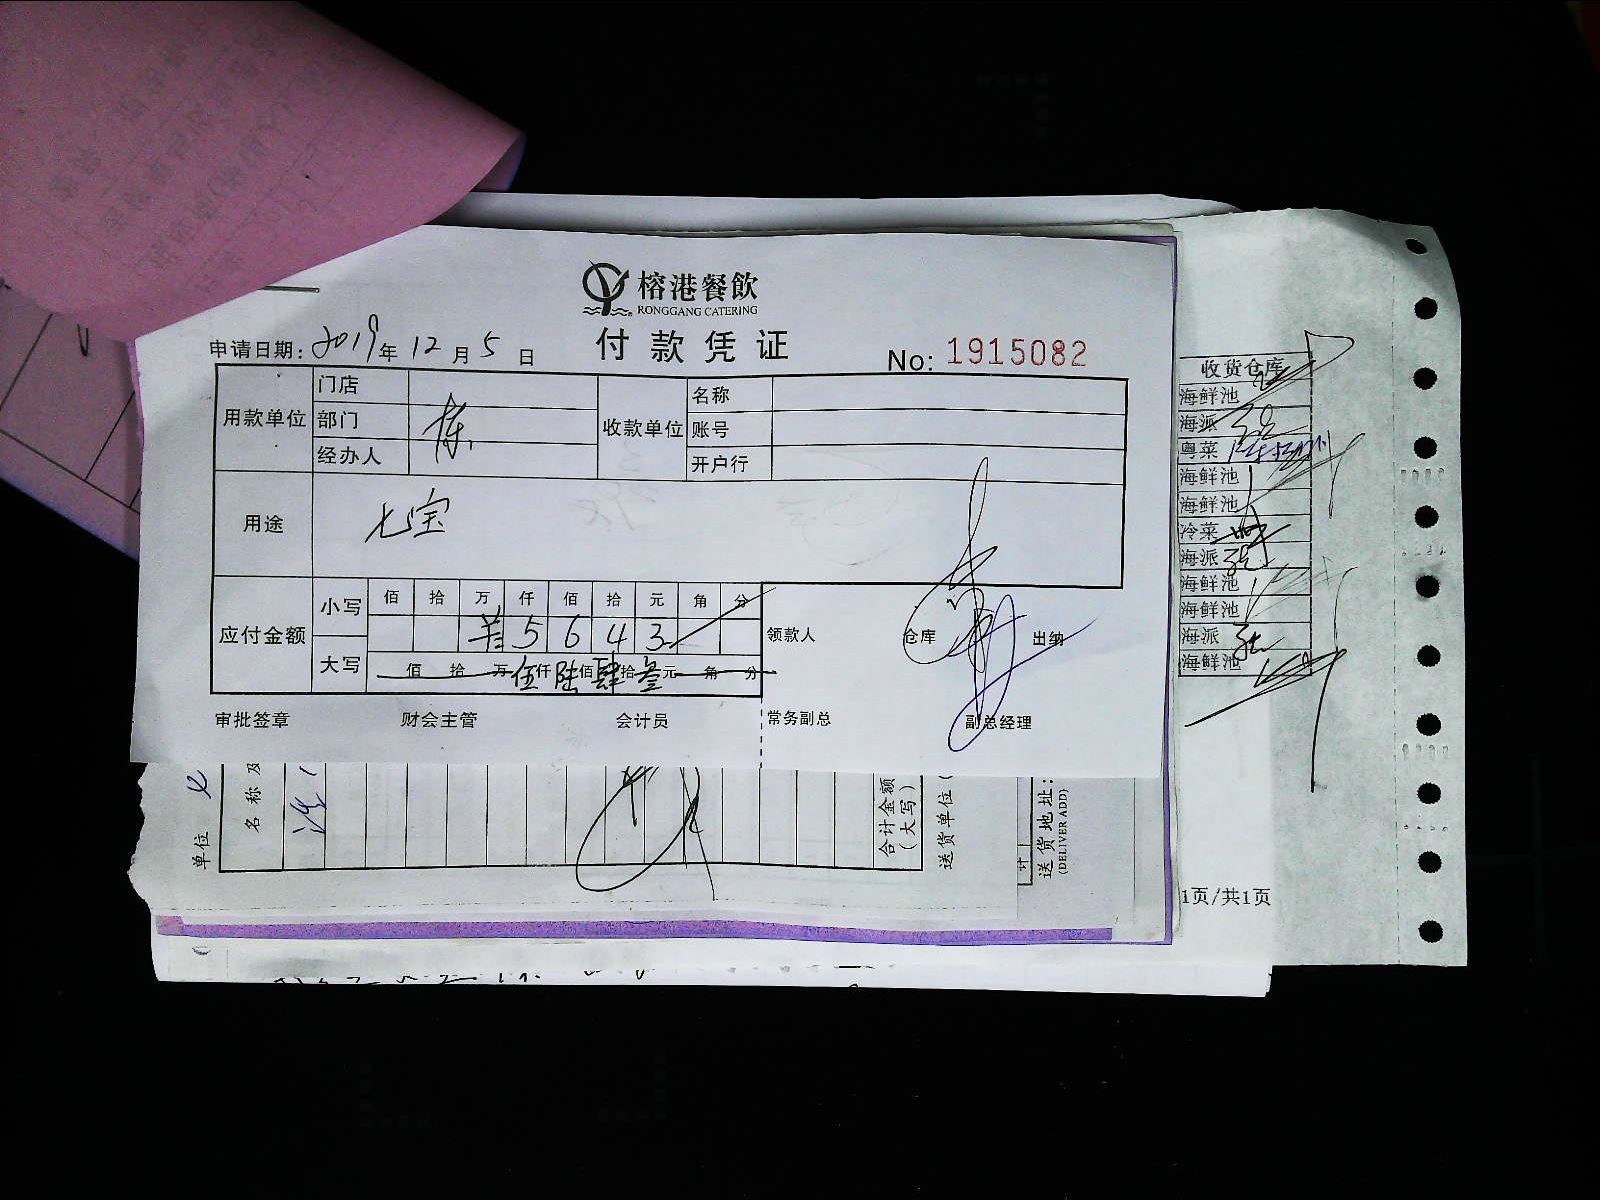 榕港餐飲
RONGGANG CATERING
付款凭证
申请日期: 2019年12月5日
No: 1915082
用款单位 门店 收款单位 名称
部门 账号
经办人 开户行
用途 七宝
应付金额 小写 佰 拾 万 仟 佰 拾 元 角 分
5 6 4 3
大写 佰 拾 万 伍仟 陆佰 肆拾 叁元 角 分
领款人 仓库 出纳
审批签章 财会主管 会计员 常务副总 副总经理
收货仓库
海鲜池
海派
粤菜
海鲜池
海鲜池
冷菜
海派
海鲜池
海鲜池
海派
海鲜池
1页/共1页
单位
名称及
合计金额
(大写)
送货单位(
计
送货地址:
(DELIVER ADD)